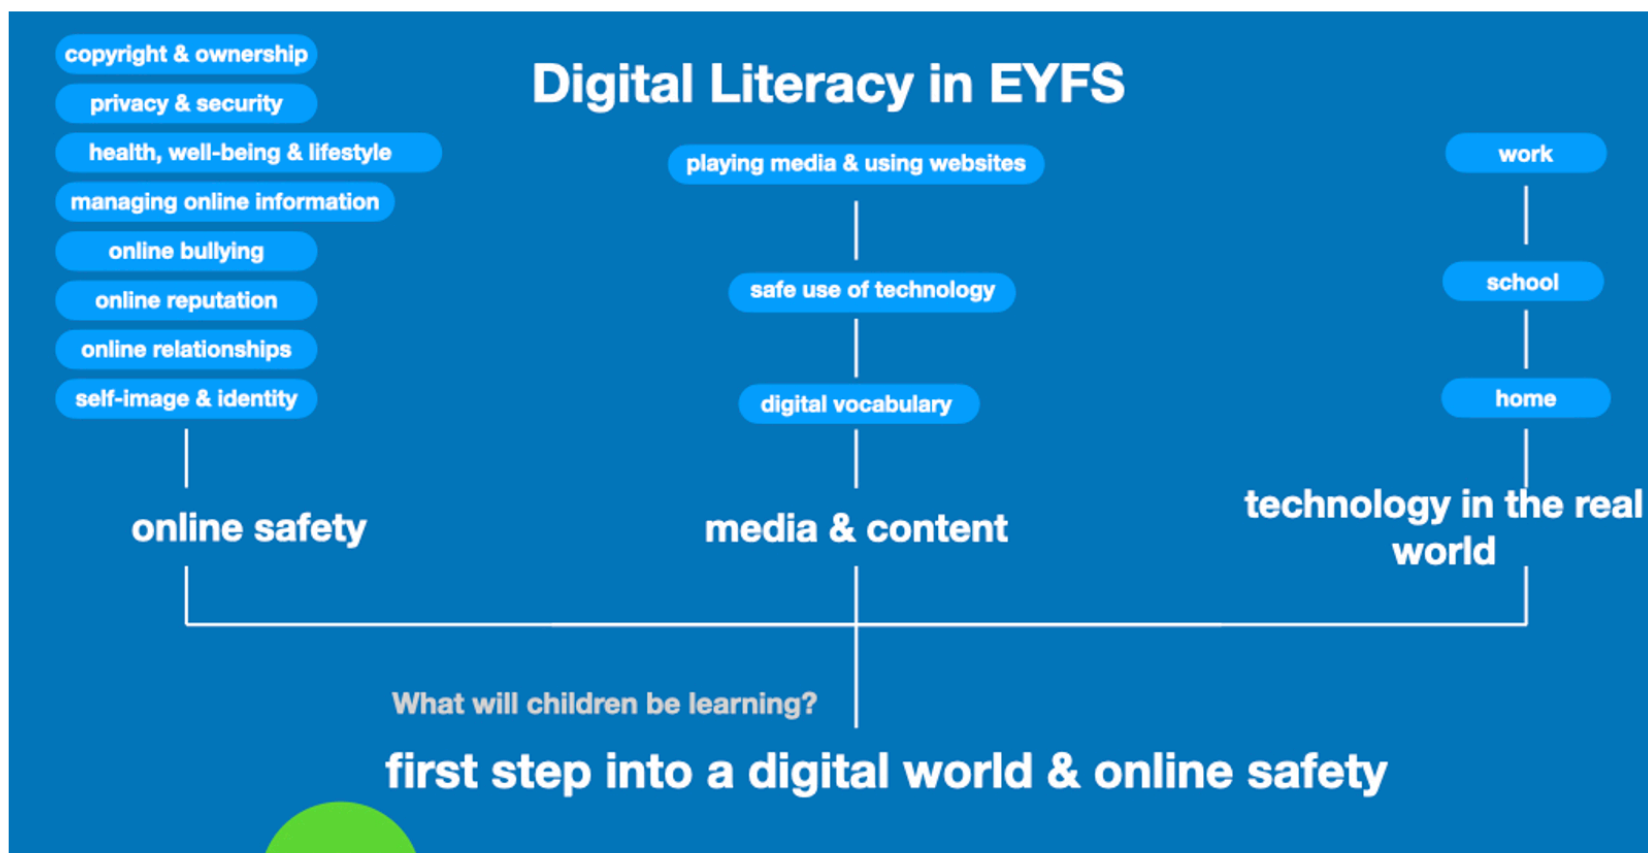 Digital Literacy in EYFS
copyright & ownership
privacy & security
health, well-being & lifestyle
managing online information
online bullying
online reputation
online relationships
self-image & identity
online safety
playing media & using websites
safe use of technology
digital vocabulary
media & content
work
school
home
technology in the real
world
What will children be learning?
first step into a digital world & online safety